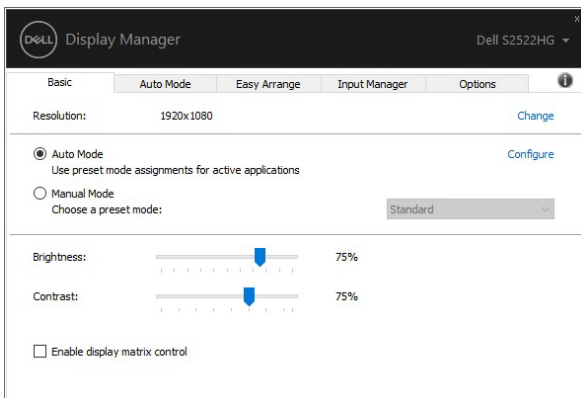 DELL Display Manager
Dell S2522HG
Basic Auto Mode Easy Arrange Input Manager Options
Resolution: 1920x1080 Change
Auto Mode Configure
Use preset mode assignments for active applications
Manual Mode
Choose a preset mode: Standard
Brightness: 75%
Contrast: 75%
Enable display matrix control